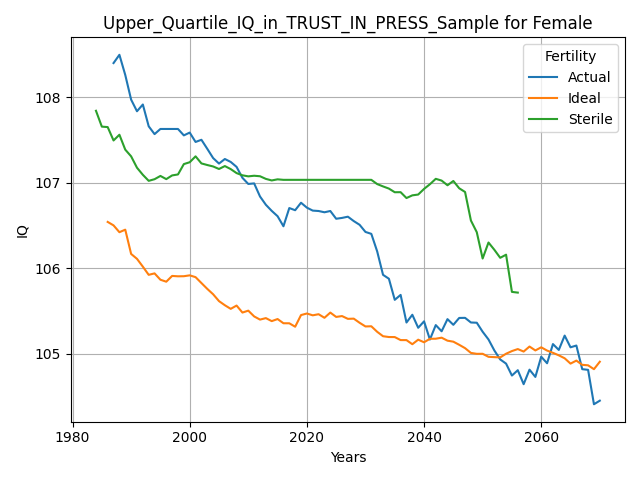 Upper_Quartile_IQ_in_TRUST_IN_PRESS_Sample for Female
Fertility
Actual
Ideal
Sterile
IQ
108
107
106
105
1980
2000
2020
2040
2060
Years